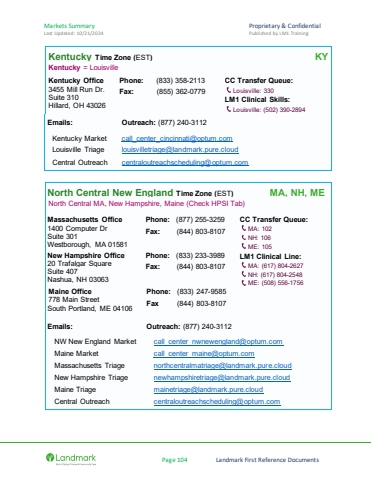 Markets Summary Proprietary & Confidential
Last Updated: 10/21/2024 Published by LM1 Training
Kentucky Time Zone (EST) KY
Kentucky = Louisville
Kentucky Office Phone: (833) 358-2113 CC Transfer Queue:
3455 Mill Run Dr. Fax: (855) 362-0779 Louisville: 330
Suite 310 LM1 Clinical Skills:
Hillard, OH 43026 Louisville: (502) 390-2894
Emails: Outreach: (877) 240-3112
Kentucky Market call_center_cincinnati@optum.com
Louisville Triage louisvilletriage@landmark.pure.cloud
Central Outreach centraloutreachscheduling@optum.com
North Central New England Time Zone (EST) MA, NH, ME
North Central MA, New Hampshire, Maine (Check HPSI Tab)
Massachusetts Office Phone: (877) 255-3259 CC Transfer Queue:
1400 Computer Dr Fax: (844) 803-8107 MA: 102
Suite 301 NH: 106
Westborough, MA 01581 ME: 105
New Hampshire Office Phone: (833) 233-3989 LM1 Clinical Line:
20 Trafalgar Square Fax: (844) 803-8107 MA: (617) 804-2627
Suite 407 NH: (617) 804-2548
Nashua, NH 03063 ME: (508) 556-1756
Maine Office Phone: (833) 247-9585
778 Main Street Fax (844) 803-8107
South Portland, ME 04106
Emails: Outreach: (877) 240-3112
NW New England Market call_center_nwnewengland@optum.com
Maine Market call_center_maine@optum.com
Massachusetts Triage northcentralmatriage@landmark.pure.cloud
New Hampshire Triage newhampshiretriage@landmark.pure.cloud
Maine Triage mainetriage@landmark.pure.cloud
Central Outreach centraloutreachscheduling@optum.com
Landmark Page 104 Landmark First Reference Documents